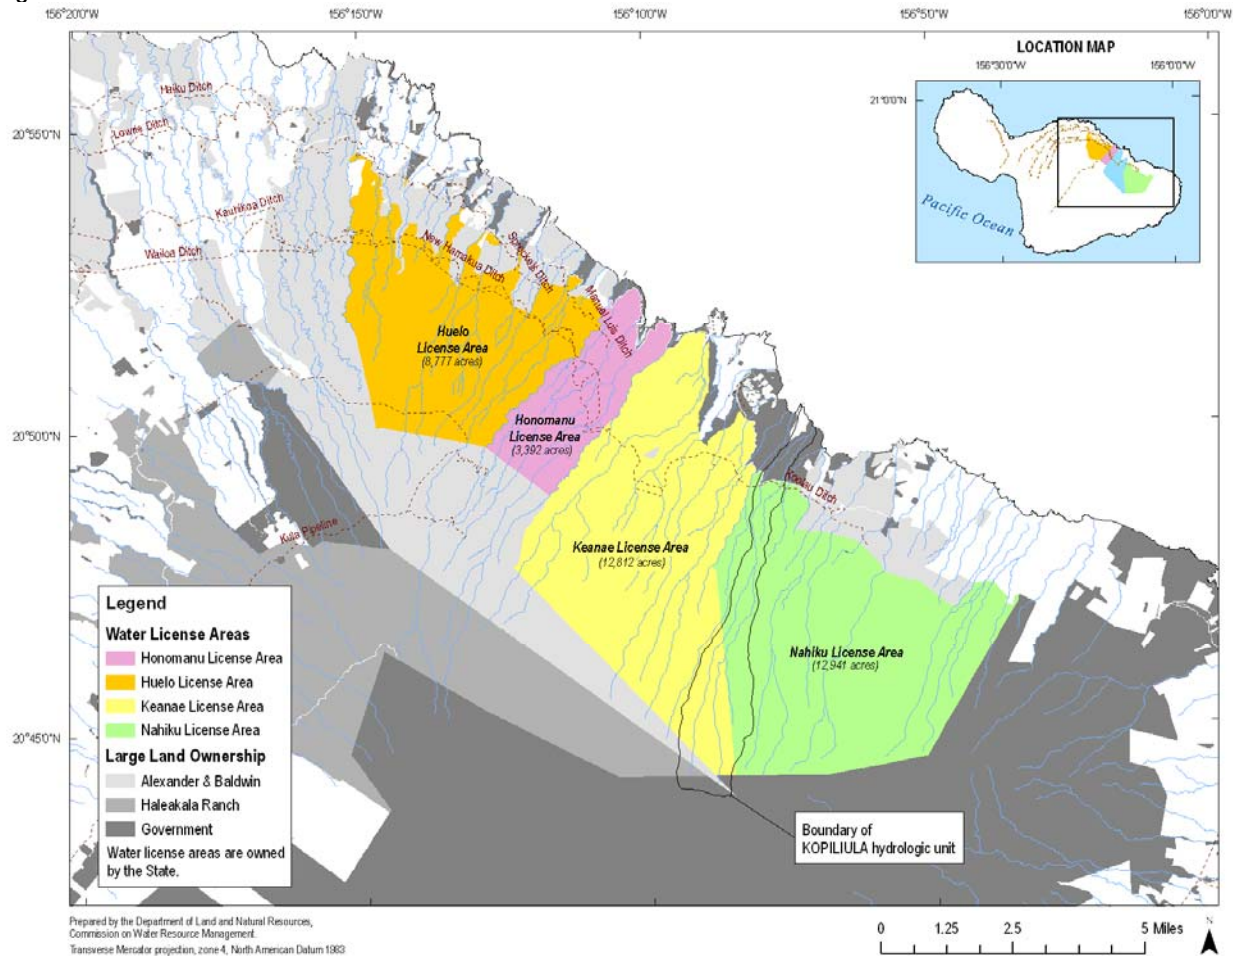 156°20'0"W 156°15'0"W 156°10'0"W 156°50'0"W 156°0'0"W
LOCATION MAP
156°30'0"W 156°0'0"W
21°0'0"N
Pacific Ocean
20°55'0"N
20°50'0"N
20°45'0"N
Haiku Ditch
Lowrie Ditch
Kauhikoa Ditch
Wailoa Ditch
New Hamakua Ditch
Spreckels Ditch
Manuel Luis Ditch
Huelo
License Area
(8,777 acres)
Honomanu
License Area
(3,392 acres)
Koolau Ditch
Kula Pipeline
Keanae License Area
(12,812 acres)
Nahiku License Area
(12,941 acres)
Legend
Water License Areas
Honomanu License Area
Huelo License Area
Keanae License Area
Nahiku License Area
Large Land Ownership
Alexander & Baldwin
Haleakala Ranch
Government
Water license areas are owned
by the State.
Boundary of
KOPILIULA hydrologic unit
Prepared by the Department of Land and Natural Resources,
Commission on Water Resource Management.
Transverse Mercator projection, zone 4, North American Datum 1983
0 1.25 2.5 5 Miles
N